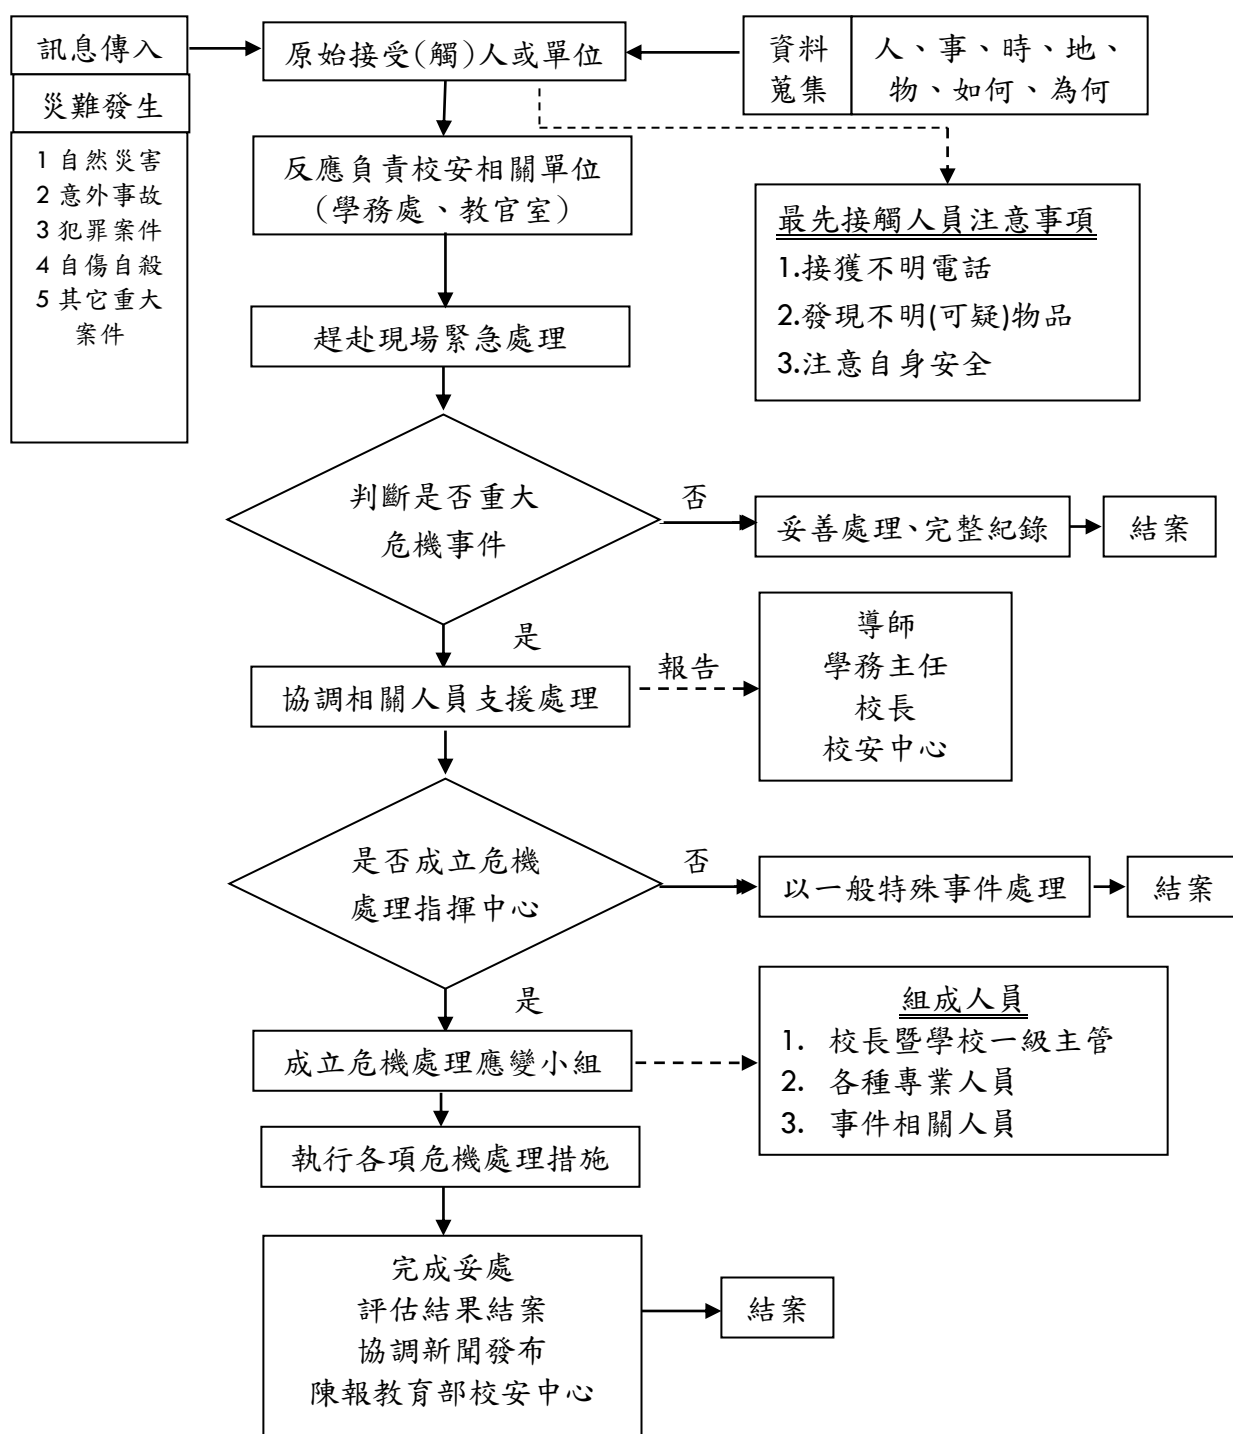 訊息傳入
原始接受(觸)人或單位
資料
蒐集
人、事、時、地、
物、如何、為何
災難發生
1 自然災害
2 意外事故
3 犯罪案件
4 自傷自殺
5 其它重大
案件
反應負責校安相關單位
（學務處、教官室）
最先接觸人員注意事項
1.接獲不明電話
2.發現不明(可疑)物品
3.注意自身安全
趕赴現場緊急處理
判斷是否重大
危機事件
否
妥善處理、完整紀錄
結案
是
協調相關人員支援處理
報告
導師
學務主任
校長
校安中心
是否成立危機
處理指揮中心
否
以一般特殊事件處理
結案
是
成立危機處理應變小組
組成人員
1. 校長暨學校一級主管
2. 各種專業人員
3. 事件相關人員
執行各項危機處理措施
完成妥處
評估結果結案
協調新聞發布
陳報教育部校安中心
結案